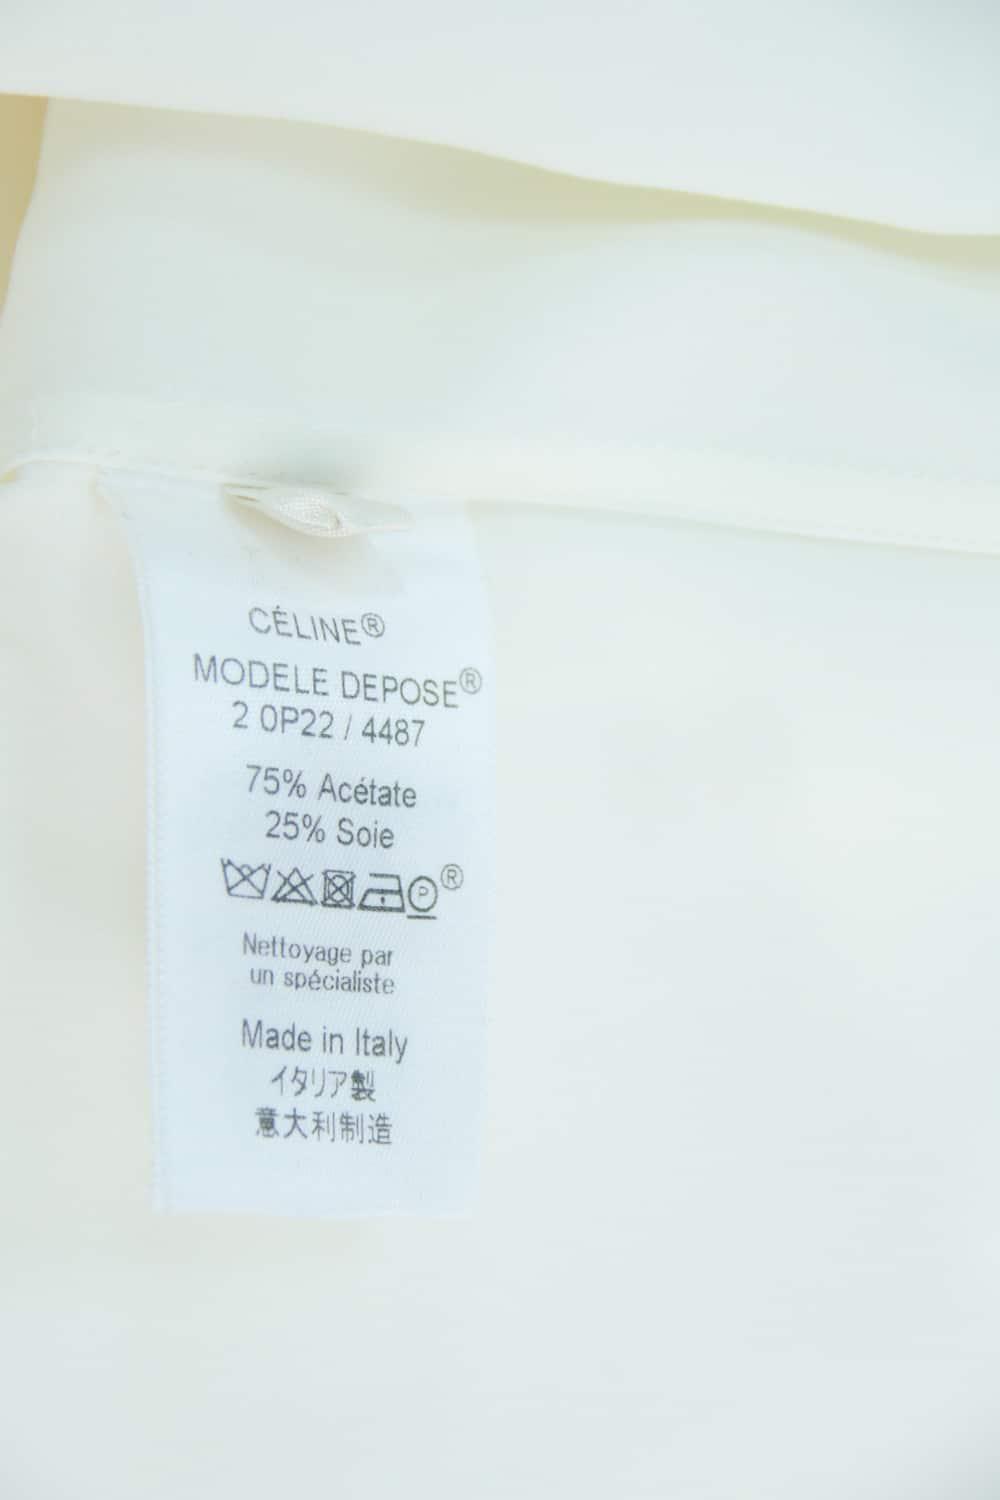 CÉLINE®
MODELE DEPOSE®
2 OP22 / 4487
75% Acétate
25% Soie
P ®
Nettoyage par
un spécialiste
Made in Italy
イタリア製
意大利制造